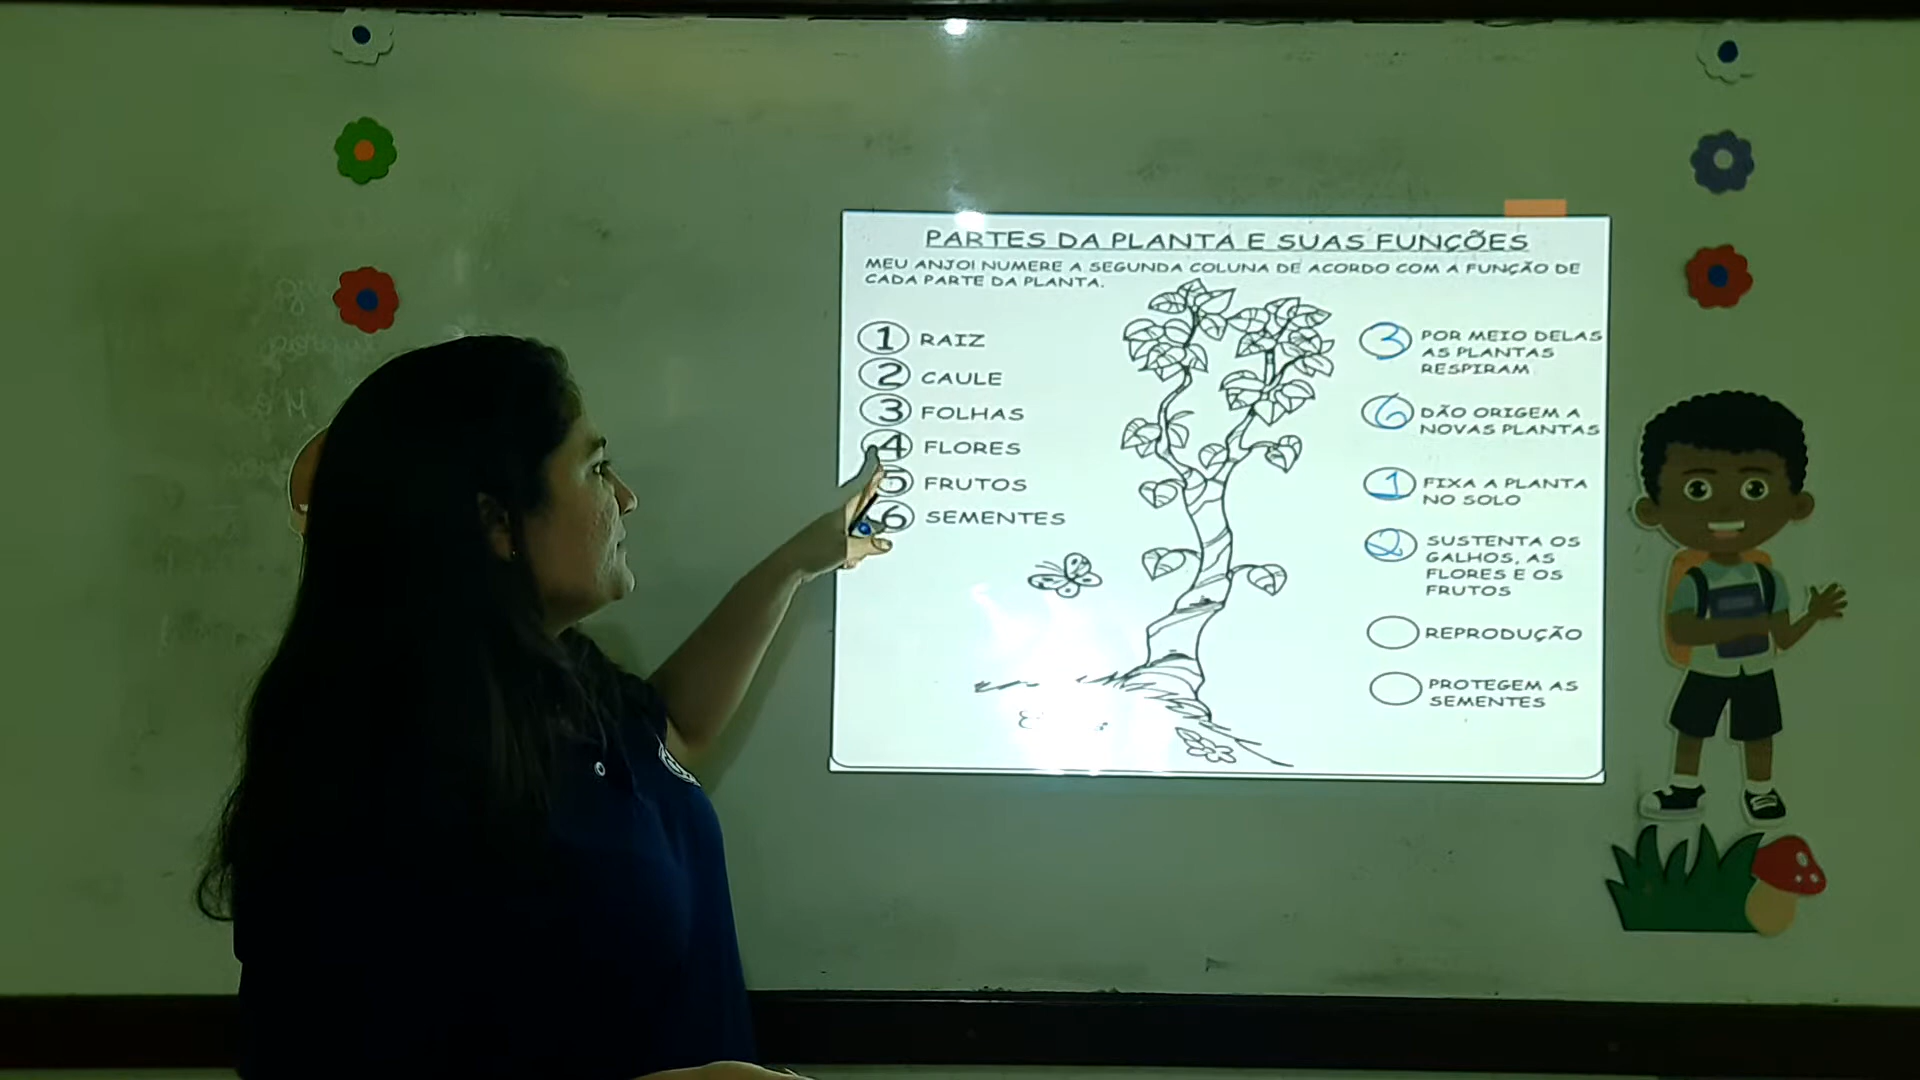 PARTES DA PLANTA E SUAS FUNÇÕES
MEU ANJO! NUMERE A SEGUNDA COLUNA DE ACORDO COM A FUNÇÃO DE
CADA PARTE DA PLANTA.
1 RAIZ
2 CAULE
3 FOLHAS
4 FLORES
5 FRUTOS
6 SEMENTES
3 POR MEIO DELAS
AS PLANTAS
RESPIRAM
6 DÃO ORIGEM A
NOVAS PLANTAS
1 FIXA A PLANTA
NO SOLO
2 SUSTENTA OS
GALHOS, AS
FLORES E OS
FRUTOS
REPRODUÇÃO
PROTEGEM AS
SEMENTES